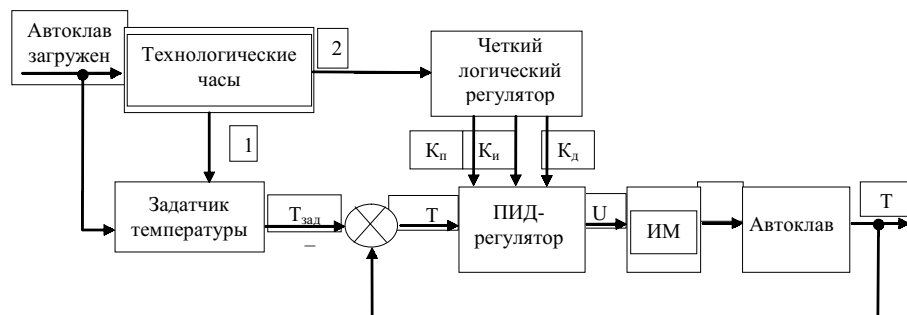 Автоклав
загружен
Технологические
часы
2
Четкий
логический
регулятор
1
Кп
Ки
Кд
Задатчик
температуры
Тзад
–
Т
ПИД-
регулятор
U
ИМ
Автоклав
Т